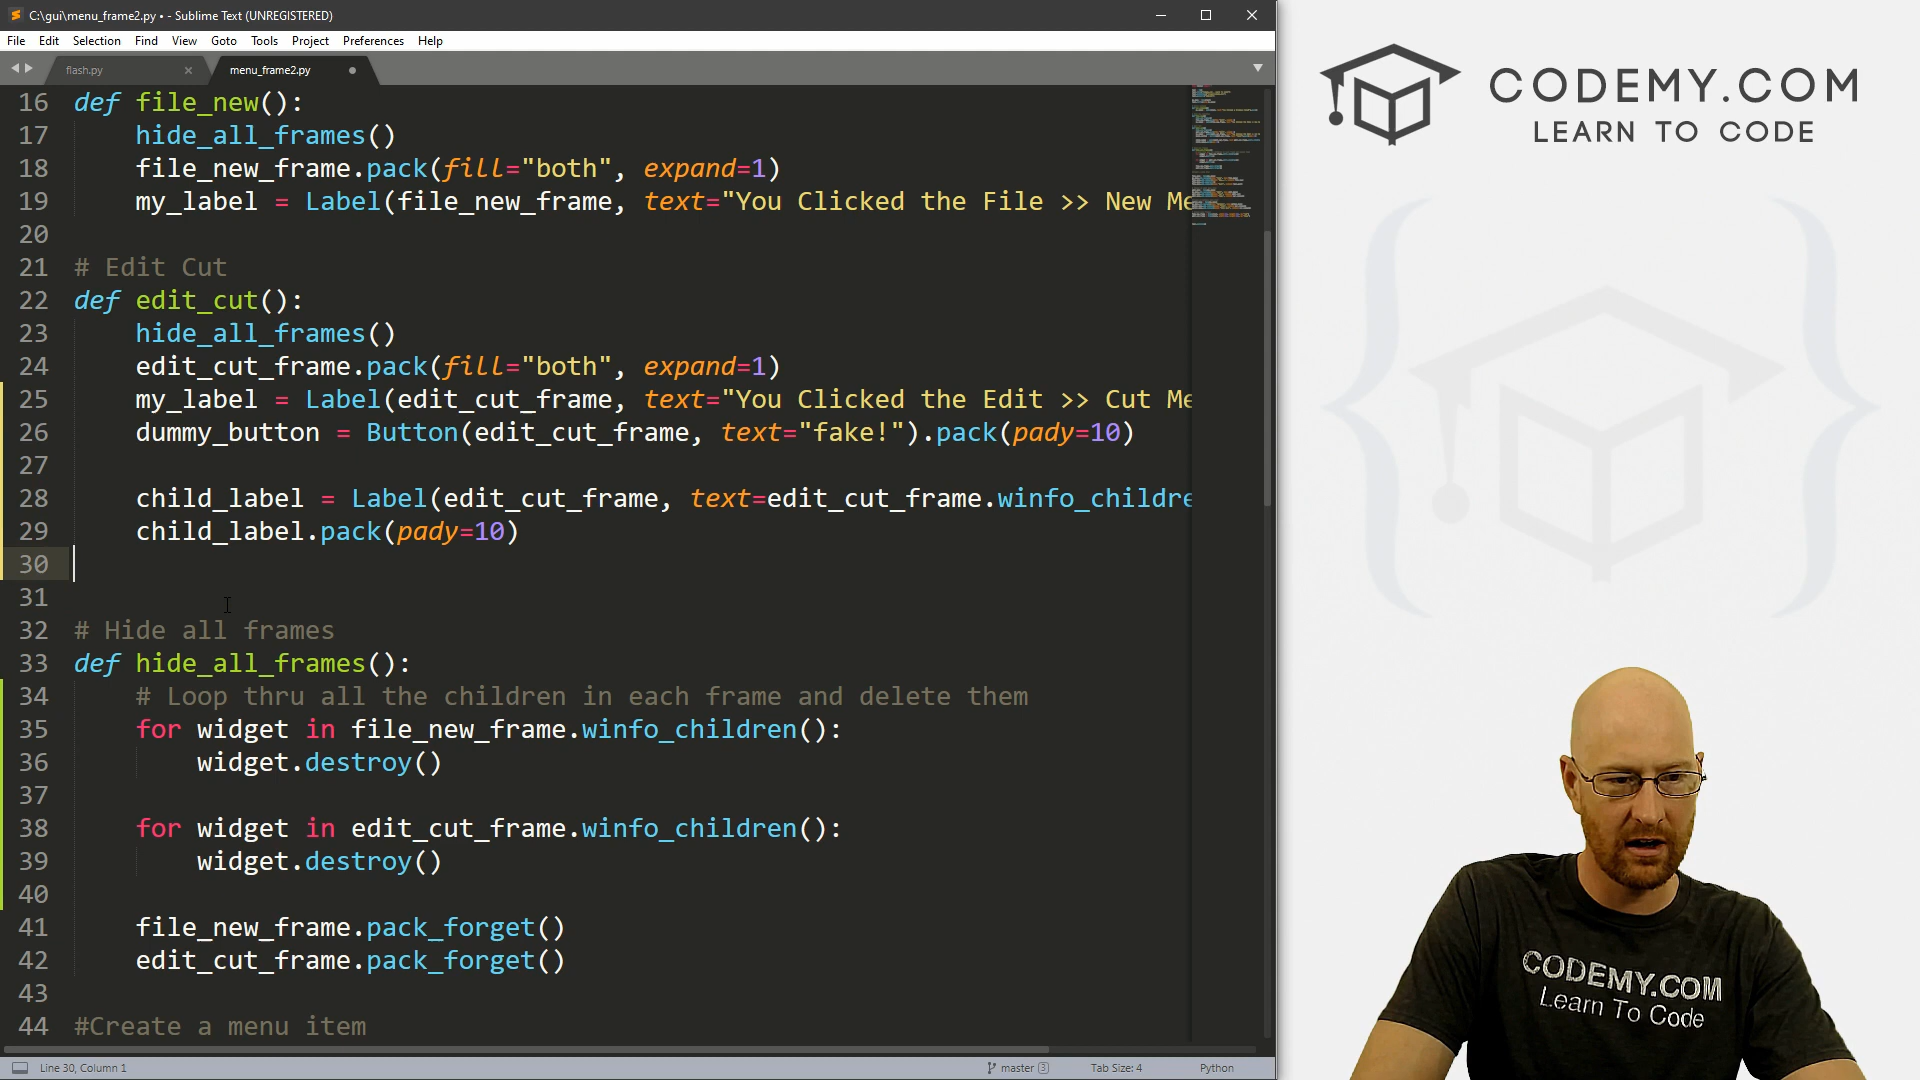 C:\gui\menu_frame2.py • - Sublime Text (UNREGISTERED)
File Edit Selection Find View Goto Tools Project Preferences Help
flash.py
menu_frame2.py
16 def file_new():
17 hide_all_frames()
18 file_new_frame.pack(fill="both", expand=1)
19 my_label = Label(file_new_frame, text="You Clicked the File >> New Me
20
21 # Edit Cut
22 def edit_cut():
23 hide_all_frames()
24 edit_cut_frame.pack(fill="both", expand=1)
25 my_label = Label(edit_cut_frame, text="You Clicked the Edit >> Cut Me
26 dummy_button = Button(edit_cut_frame, text="fake!").pack(pady=10)
27
28 child_label = Label(edit_cut_frame, text=edit_cut_frame.winfo_childre
29 child_label.pack(pady=10)
30
31
32 # Hide all frames
33 def hide_all_frames():
34 # Loop thru all the children in each frame and delete them
35 for widget in file_new_frame.winfo_children():
36 widget.destroy()
37
38 for widget in edit_cut_frame.winfo_children():
39 widget.destroy()
40
41 file_new_frame.pack_forget()
42 edit_cut_frame.pack_forget()
43
44 #Create a menu item
Line 30, Column 1
master 3
Tab Size: 4
Python
CODEMY.COM
LEARN TO CODE
CODEMY.COM
Learn To Code